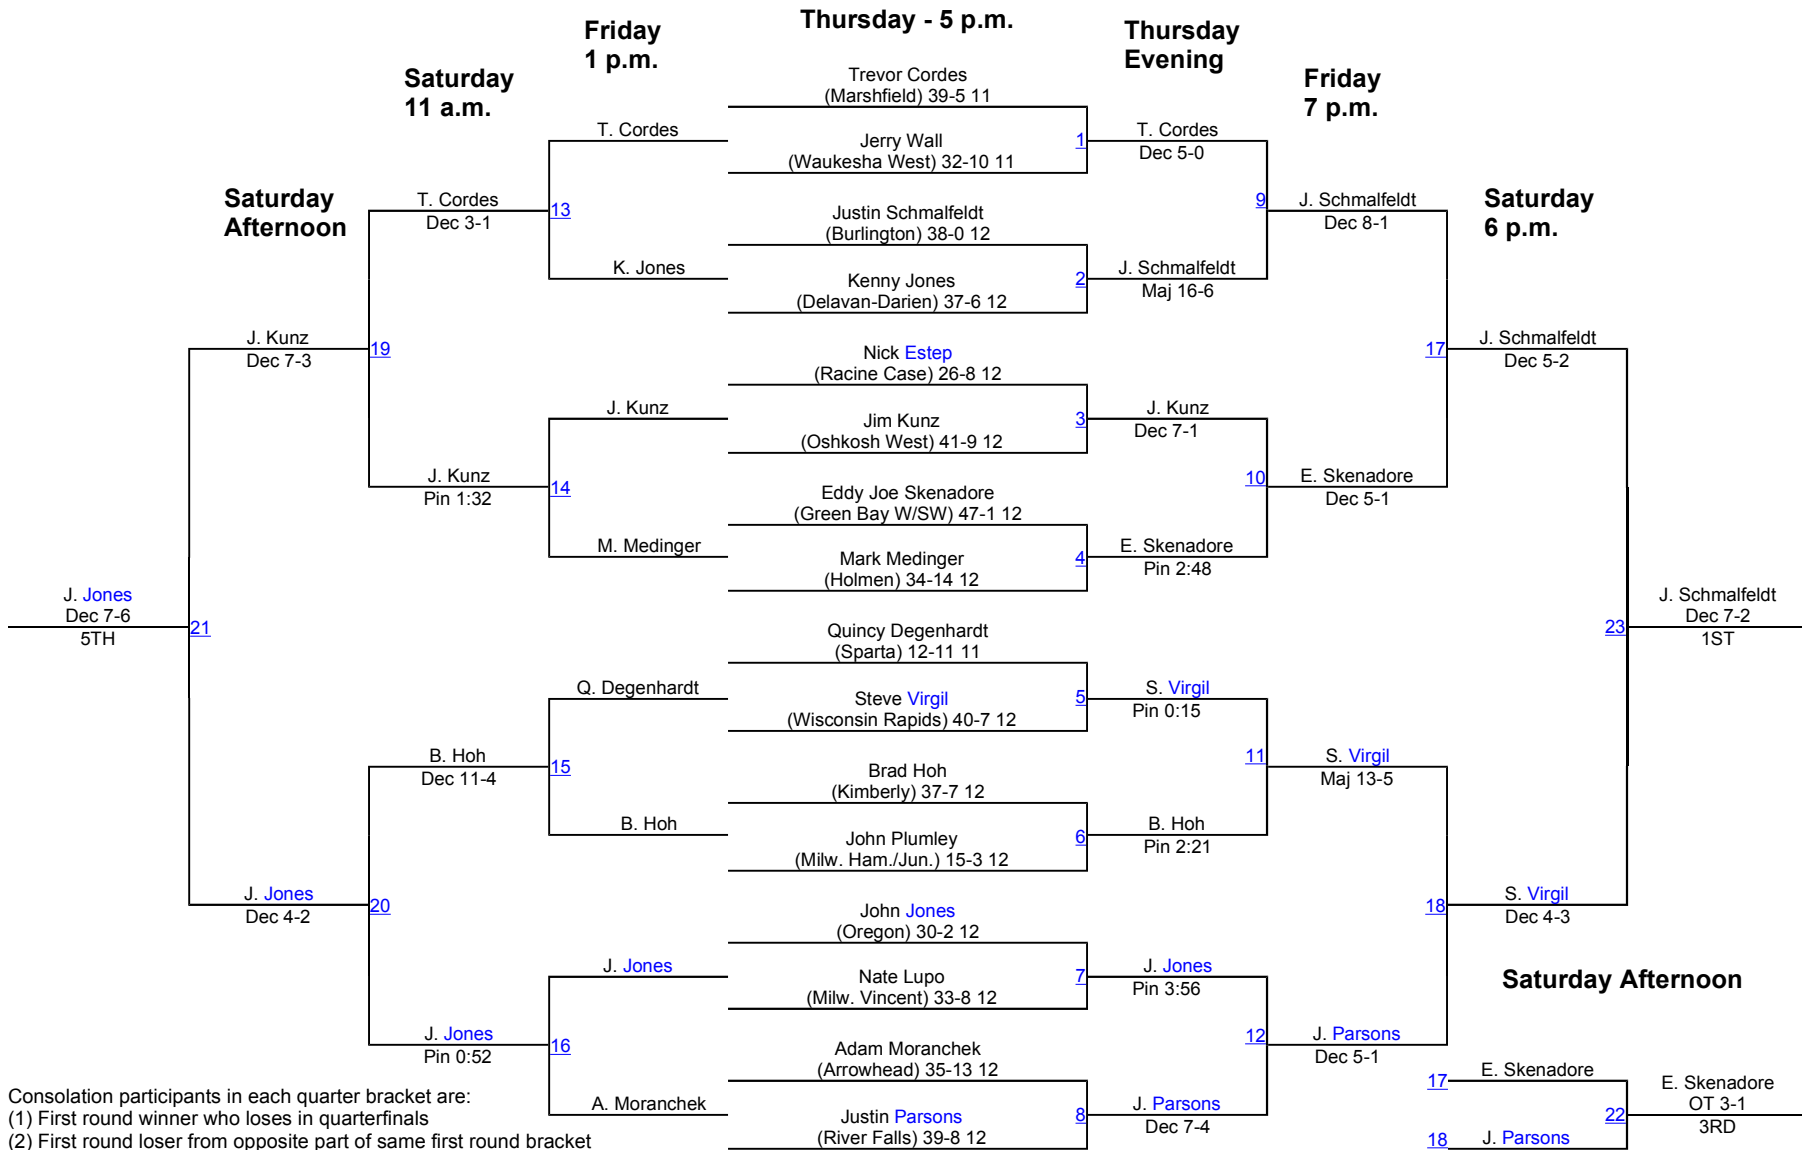 Thursday - 5 p.m.
Friday
1 p.m.
Thursday
Evening
Saturday
11 a.m.
Friday
7 p.m.
Saturday
Afternoon
Saturday
6 p.m.
Trevor Cordes
(Marshfield) 39-5 11
Jerry Wall
(Waukesha West) 32-10 11
1
Justin Schmalfeldt
(Burlington) 38-0 12
Kenny Jones
(Delavan-Darien) 37-6 12
2
Nick Estep
(Racine Case) 26-8 12
Jim Kunz
(Oshkosh West) 41-9 12
3
Eddy Joe Skenadore
(Green Bay W/SW) 47-1 12
Mark Medinger
(Holmen) 34-14 12
4
Quincy Degenhardt
(Sparta) 12-11 11
Steve Virgil
(Wisconsin Rapids) 40-7 12
5
Brad Hoh
(Kimberly) 37-7 12
John Plumley
(Milw. Ham./Jun.) 15-3 12
6
John Jones
(Oregon) 30-2 12
Nate Lupo
(Milw. Vincent) 33-8 12
7
Adam Moranchek
(Arrowhead) 35-13 12
Justin Parsons
(River Falls) 39-8 12
8
T. Cordes
Dec 5-0
J. Schmalfeldt
Maj 16-6
9
J. Kunz
Dec 7-1
E. Skenadore
Pin 2:48
10
S. Virgil
Pin 0:15
B. Hoh
Pin 2:21
11
J. Jones
Pin 3:56
J. Parsons
Dec 7-4
12
J. Schmalfeldt
Dec 8-1
E. Skenadore
Dec 5-1
17
S. Virgil
Maj 13-5
J. Parsons
Dec 5-1
18
J. Schmalfeldt
Dec 5-2
S. Virgil
Dec 4-3
23
J. Schmalfeldt
Dec 7-2
1ST
Saturday Afternoon
17
E. Skenadore
18
J. Parsons
22
E. Skenadore
OT 3-1
3RD
T. Cordes
K. Jones
13
J. Kunz
M. Medinger
14
Q. Degenhardt
B. Hoh
15
J. Jones
A. Moranchek
16
T. Cordes
Dec 3-1
J. Kunz
Pin 1:32
19
B. Hoh
Dec 11-4
J. Jones
Pin 0:52
20
J. Kunz
Dec 7-3
J. Jones
Dec 4-2
21
J. Jones
Dec 7-6
5TH
Consolation participants in each quarter bracket are:
(1) First round winner who loses in quarterfinals
(2) First round loser from opposite part of same first round bracket